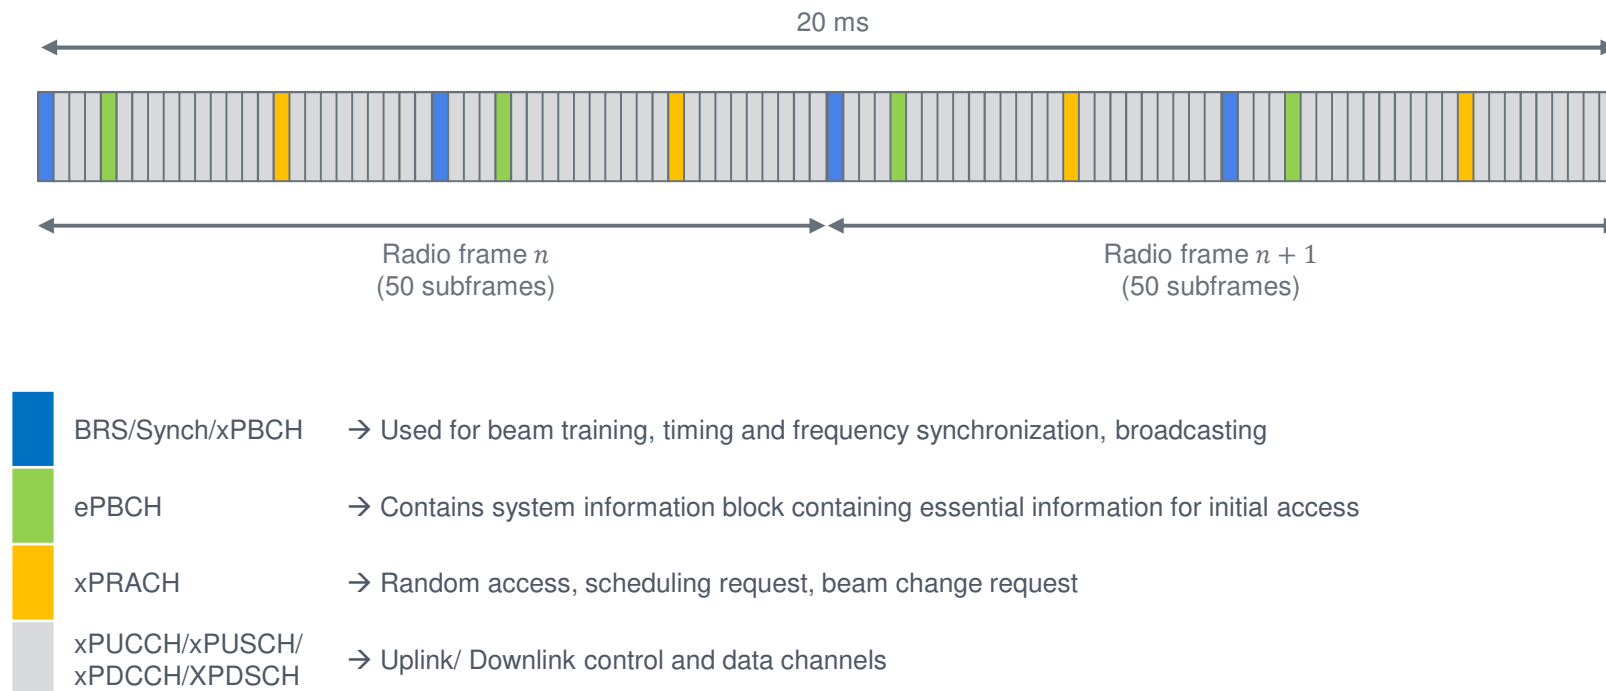 20 ms
Radio frame n
(50 subframes)
Radio frame n + 1
(50 subframes)
BRS/Synch/xPBCH → Used for beam training, timing and frequency synchronization, broadcasting
ePBCH → Contains system information block containing essential information for initial access
xPRACH → Random access, scheduling request, beam change request
xPUCCH/xPUSCH/
xPDCCH/XPDSCH → Uplink/ Downlink control and data channels